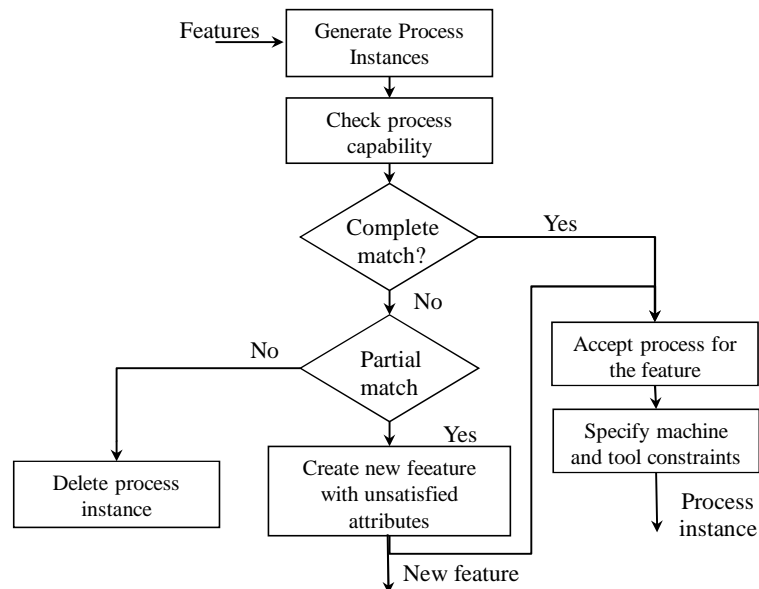 Features
Generate Process
Instances
Check process
capability
Complete
match?
Yes
No
Partial
match
No
Yes
Accept process for
the feature
Specify machine
and tool constraints
Delete process
instance
Create new feeature
with unsatisfied
attributes
Process
instance
New feature